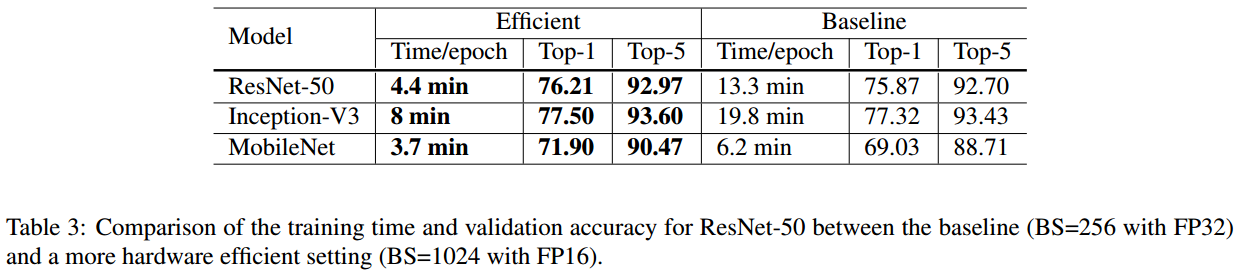 Model Efficient Baseline
Time/epoch Top-1 Top-5 Time/epoch Top-1 Top-5
ResNet-50 4.4 min 76.21 92.97 13.3 min 75.87 92.70
Inception-V3 8 min 77.50 93.60 19.8 min 77.32 93.43
MobileNet 3.7 min 71.90 90.47 6.2 min 69.03 88.71
Table 3: Comparison of the training time and validation accuracy for ResNet-50 between the baseline (BS=256 with FP32)
and a more hardware efficient setting (BS=1024 with FP16).